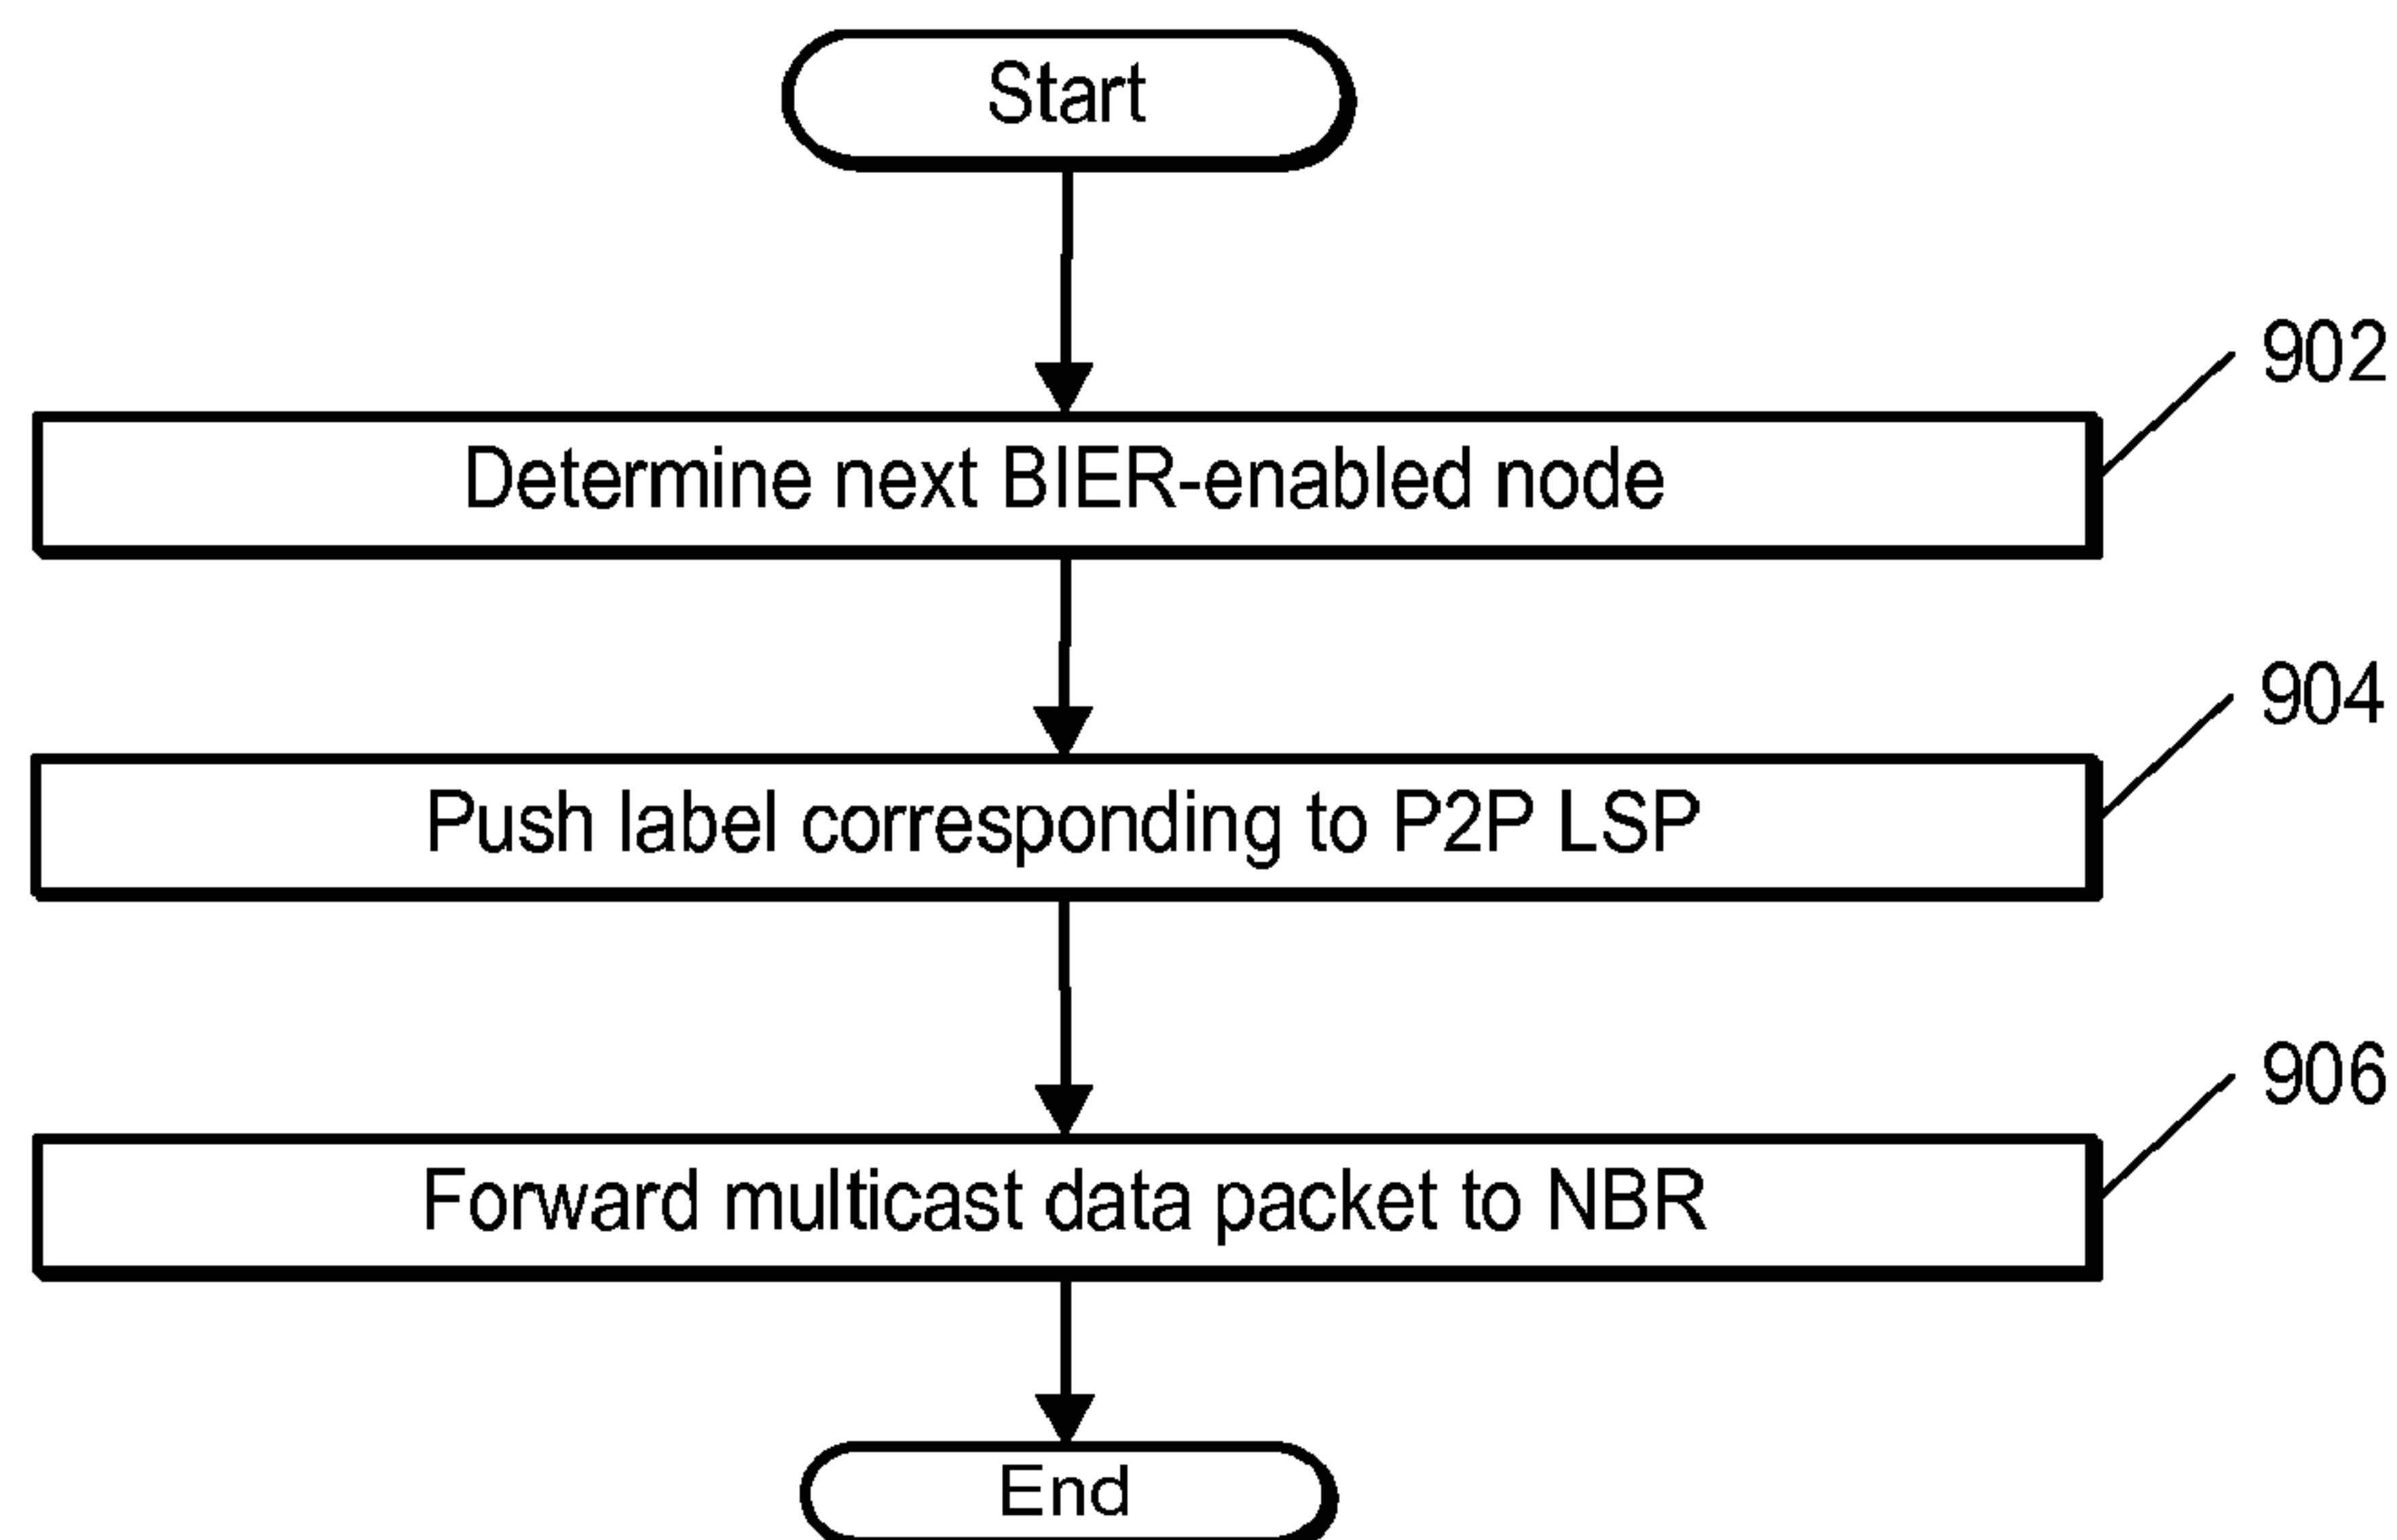 Start
902
Determine next BIER-enabled node
904
Push label corresponding to P2P LSP
906
Forward multicast data packet to NBR
End